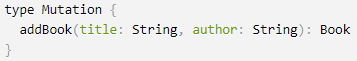 type Mutation {
  addBook(title: String, author: String): Book
}